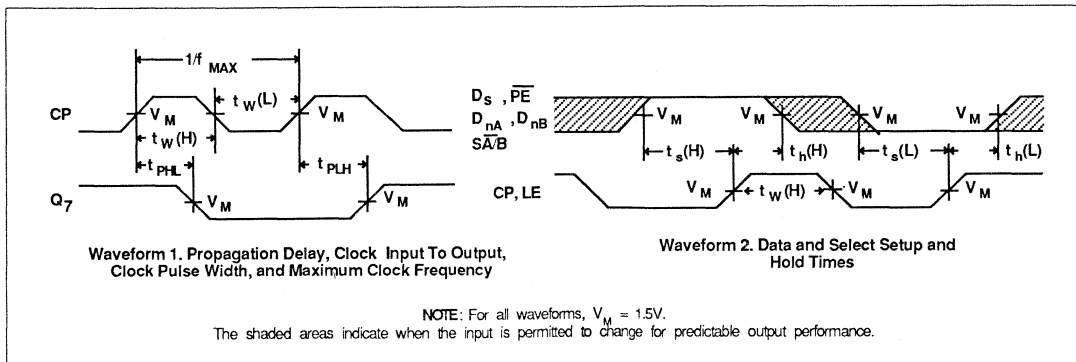 1/f MAX
CP
V M
t W (L)
V M
t W (H)
t PHL
t PLH
Q 7
V M
V M
Waveform 1. Propagation Delay, Clock Input To Output,
Clock Pulse Width, and Maximum Clock Frequency
D S , PE
D nA , D nB
SA/B
V M
V M
V M
V M
t s (H)
t h (H)
t s (L)
t h (L)
CP, LE
V M
t W (H)
V M
V M
Waveform 2. Data and Select Setup and
Hold Times
NOTE: For all waveforms, V M = 1.5V.
The shaded areas indicate when the input is permitted to change for predictable output performance.